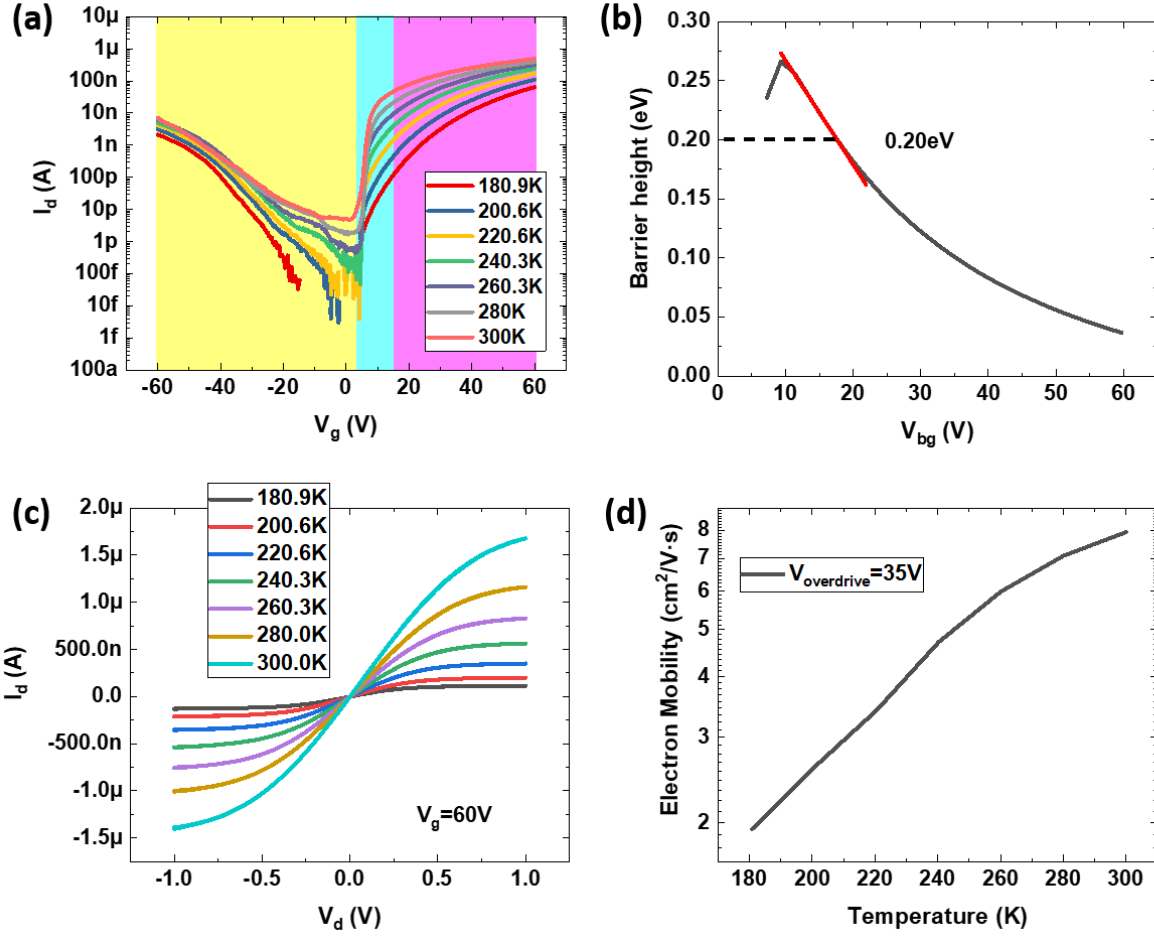 (a)
10µ
1µ
100n
10n
1n
100p
10p
1p
100f
10f
1f
100a
I_d (A)
-60 -40 -20 0 20 40 60
V_g (V)
180.9K
200.6K
220.6K
240.3K
260.3K
280K
300K
(b)
0.30
0.25
0.20
0.15
0.10
0.05
0.00
Barrier height (eV)
0.20eV
0 10 20 30 40 50 60
V_bg (V)
(c)
2.0µ
1.5µ
1.0µ
500.0n
0.0
-500.0n
-1.0µ
-1.5µ
I_d (A)
180.9K
200.6K
220.6K
240.3K
260.3K
280.0K
300.0K
V_g=60V
-1.0 -0.5 0.0 0.5 1.0
V_d (V)
(d)
8
7
6
5
4
3
2
Electron Mobility (cm²/V·s)
V_overdrive=35V
180 200 220 240 260 280 300
Temperature (K)